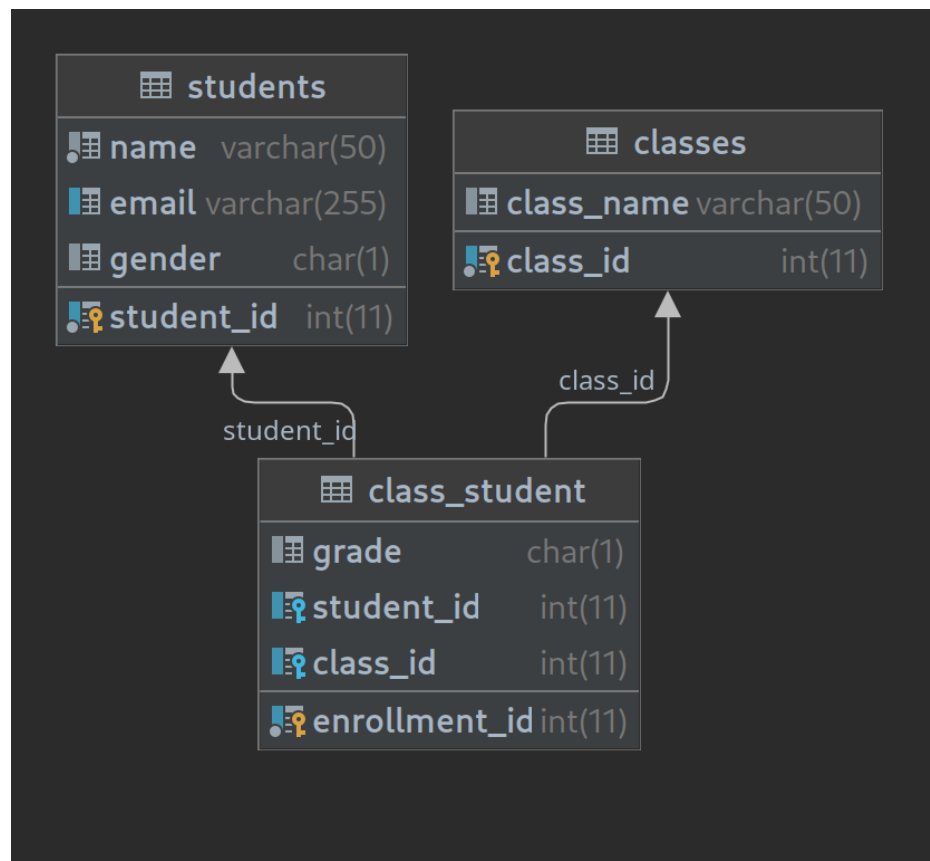 students
name varchar(50)
email varchar(255)
gender char(1)
student_id int(11)
classes
class_name varchar(50)
class_id int(11)
student_id
class_id
class_student
grade char(1)
student_id int(11)
class_id int(11)
enrollment_id int(11)